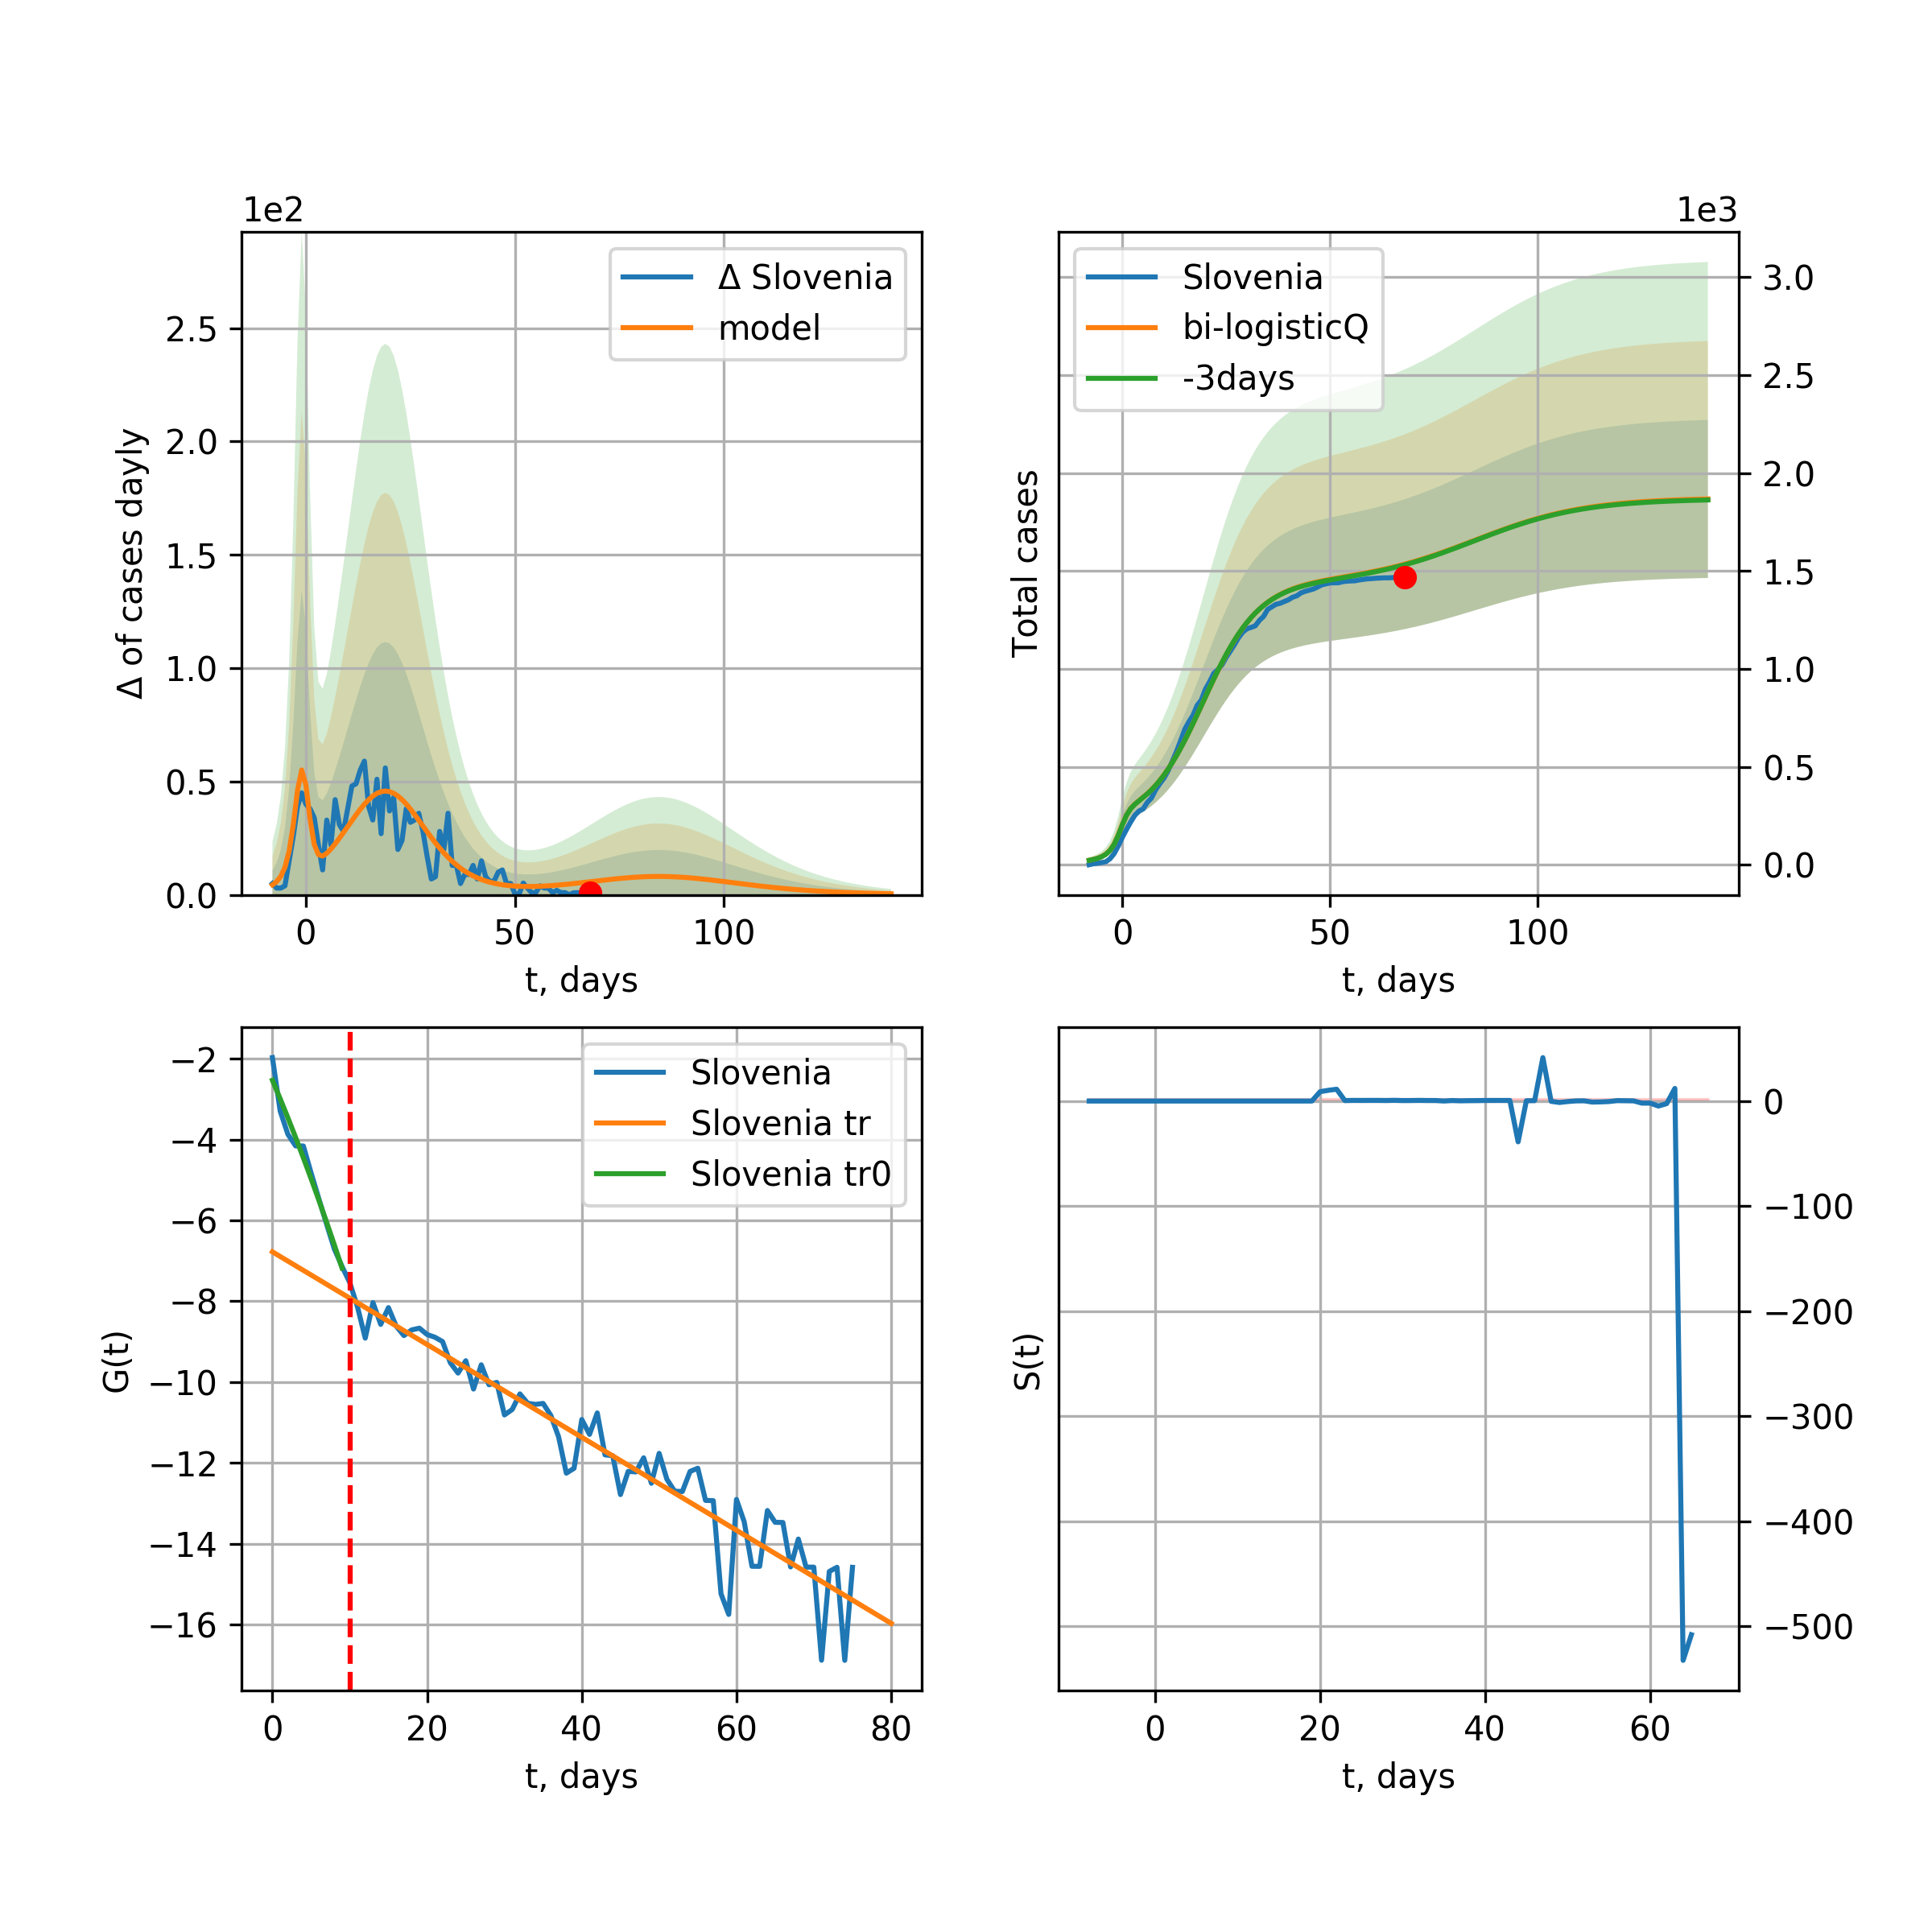 1e2
Δ of cases dayly
2.5
2.0
1.5
1.0
0.5
0.0
0 50 100
t, days
Δ Slovenia
model
1e3
Total cases
Slovenia
bi-logisticQ
-3days
3.0
2.5
2.0
1.5
1.0
0.5
0.0
0 50 100
t, days
G(t)
−2
−4
−6
−8
−10
−12
−14
−16
0 20 40 60 80
t, days
Slovenia
Slovenia tr
Slovenia tr0
S(t)
0
−100
−200
−300
−400
−500
0 20 40 60
t, days